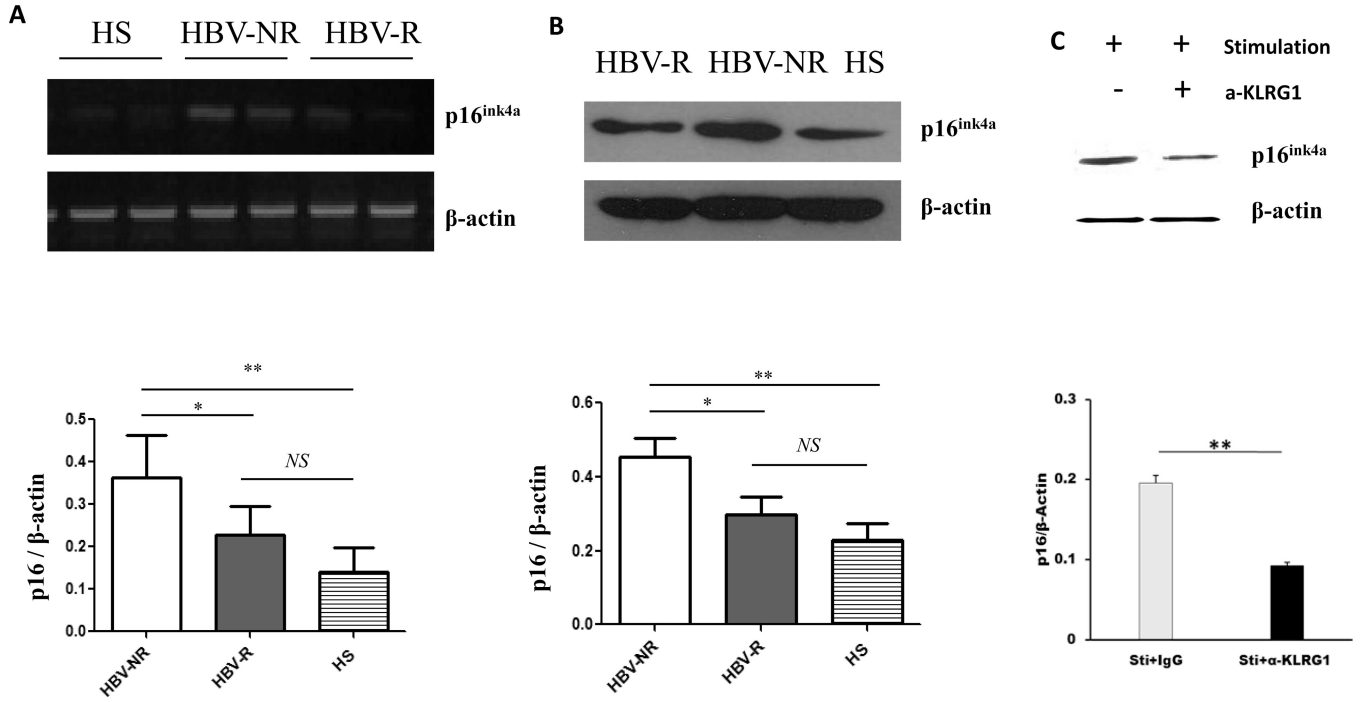 A
HS HBV-NR HBV-R
p16ink4a
β-actin
B
HBV-R HBV-NR HS
p16ink4a
β-actin
C
+ + Stimulation
- + a-KLRG1
p16ink4a
β-actin
**
*
NS
0.5
0.4
0.3
0.2
0.1
0.0
p16 / β-actin
HBV-NR
HBV-R
HS
**
*
NS
0.6
0.4
0.2
0.0
p16 / β-actin
HBV-NR
HBV-R
HS
**
0.3
0.2
0.1
0
p16/β-Actin
Sti+IgG
Sti+α-KLRG1